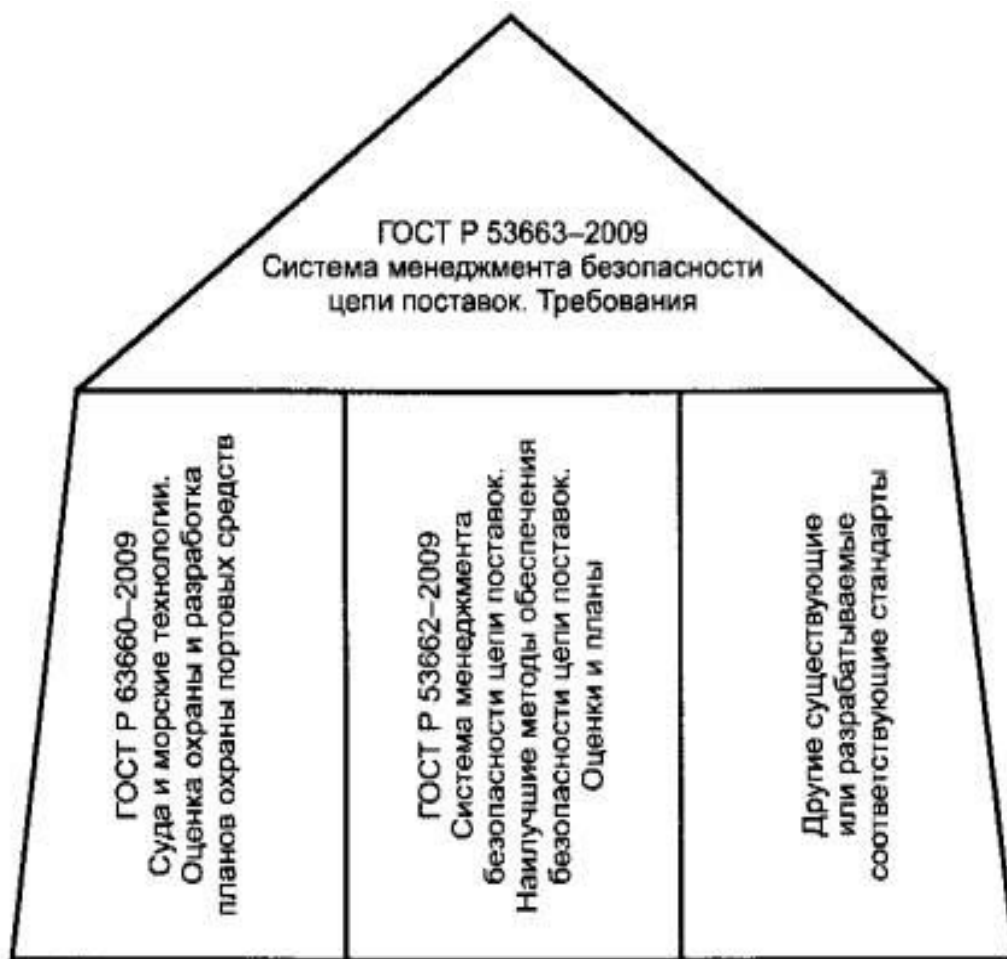 ГОСТ Р 53663–2009
Система менеджмента безопасности
цепи поставок. Требования
ГОСТ Р 63660–2009
Суда и морские технологии.
Оценка охраны и разработка
планов охраны портовых средств
ГОСТ Р 53662–2009
Система менеджмента
безопасности цепи поставок.
Наилучшие методы обеспечения
безопасности цепи поставок.
Оценки и планы
Другие существующие
или разрабатываемые
соответствующие стандарты